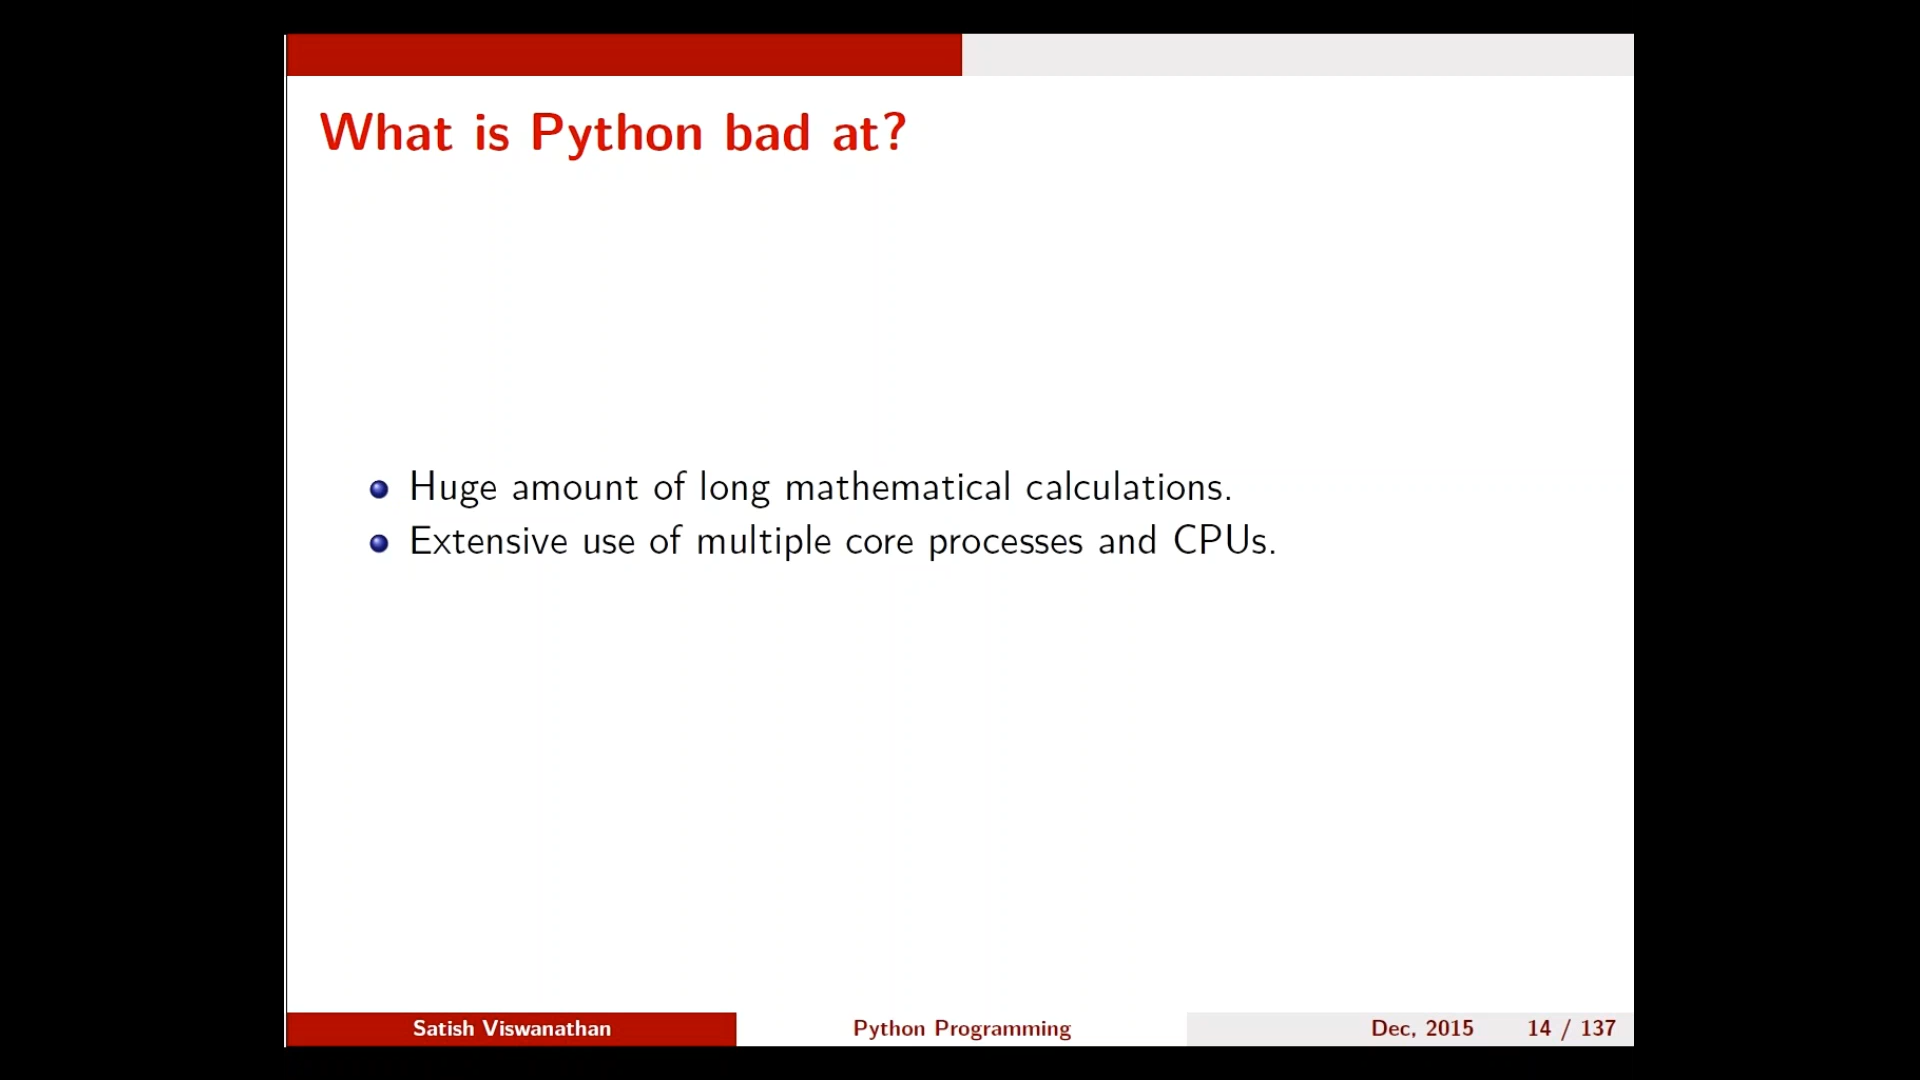 What is Python bad at?
Huge amount of long mathematical calculations.
Extensive use of multiple core processes and CPUs.
Satish Viswanathan
Python Programming
Dec, 2015
14 / 137